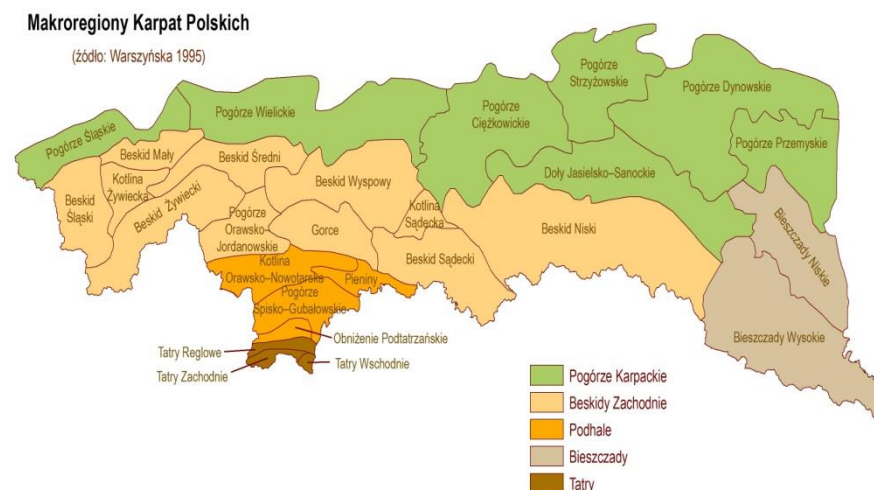 Makroregiony Karpat Polskich
(źródło: Warszyńska 1995)
Pogórze Śląskie
Pogórze Wielickie
Pogórze
Ciężkowickie
Pogórze
Strzyżowskie
Pogórze Dynowskie
Pogórze Przemyskie
Doły Jasielsko–Sanockie
Beskid Mały
Beskid Średni
Kotlina
Żywiecka
Beskid
Śląski
Beskid Żywiecki
Beskid Wyspowy
Pogórze
Orawsko-
Jordanowskie
Gorce
Kotlina
Sądecka
Beskid Sądecki
Beskid Niski
Bieszczady Niskie
Bieszczady Wysokie
Kotlina
Orawsko–Nowotarska
Pieniny
Pogórze
Spisko–Gubałowskie
Obniżenie Podtatrzańskie
Tatry Reglowe
Tatry Zachodnie
Tatry Wschodnie
Pogórze Karpackie
Beskidy Zachodnie
Podhale
Bieszczady
Tatry